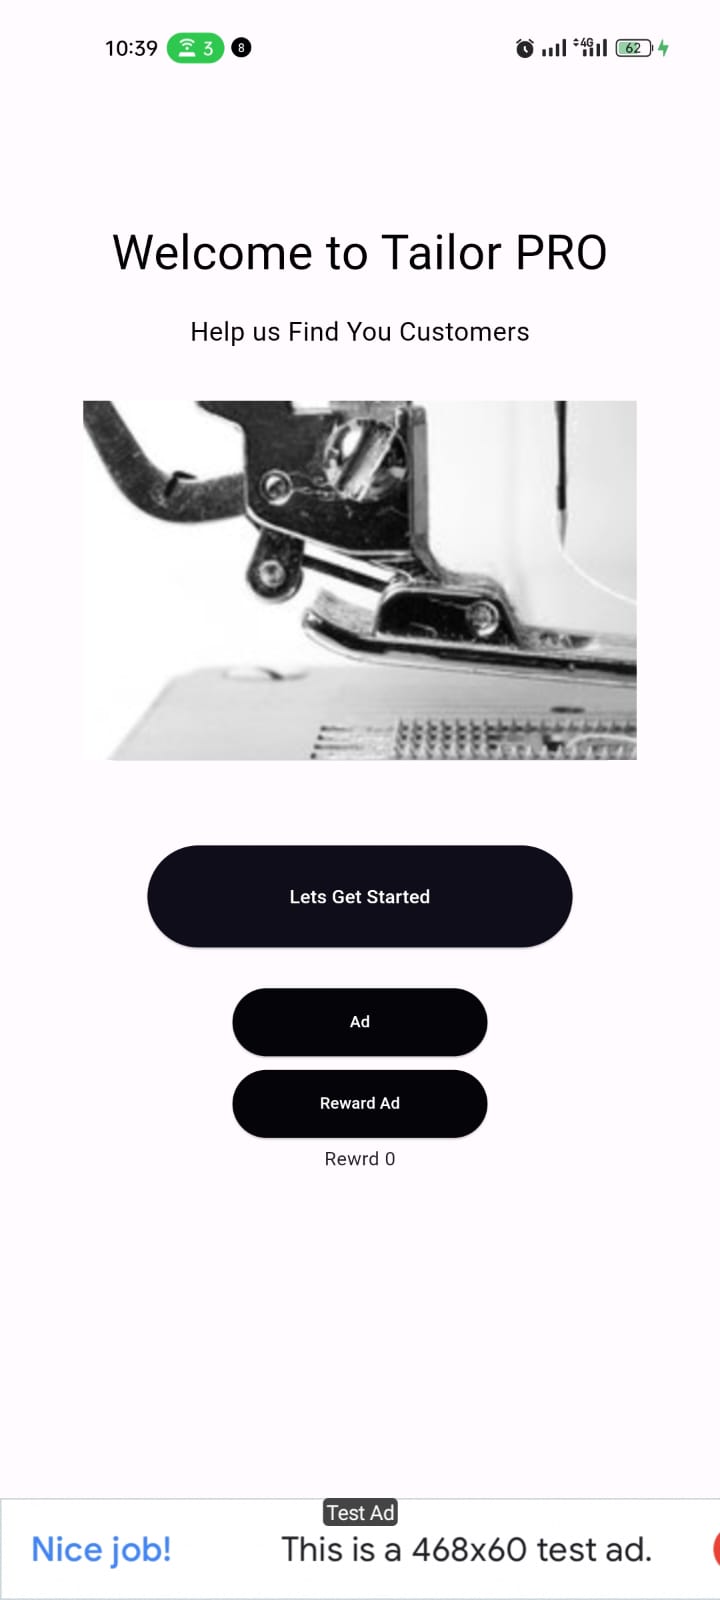 10:39 3 8 4G 62
Welcome to Tailor PRO
Help us Find You Customers
Lets Get Started
Ad
Reward Ad
Rewrd 0
Test Ad
Nice job! This is a 468x60 test ad.